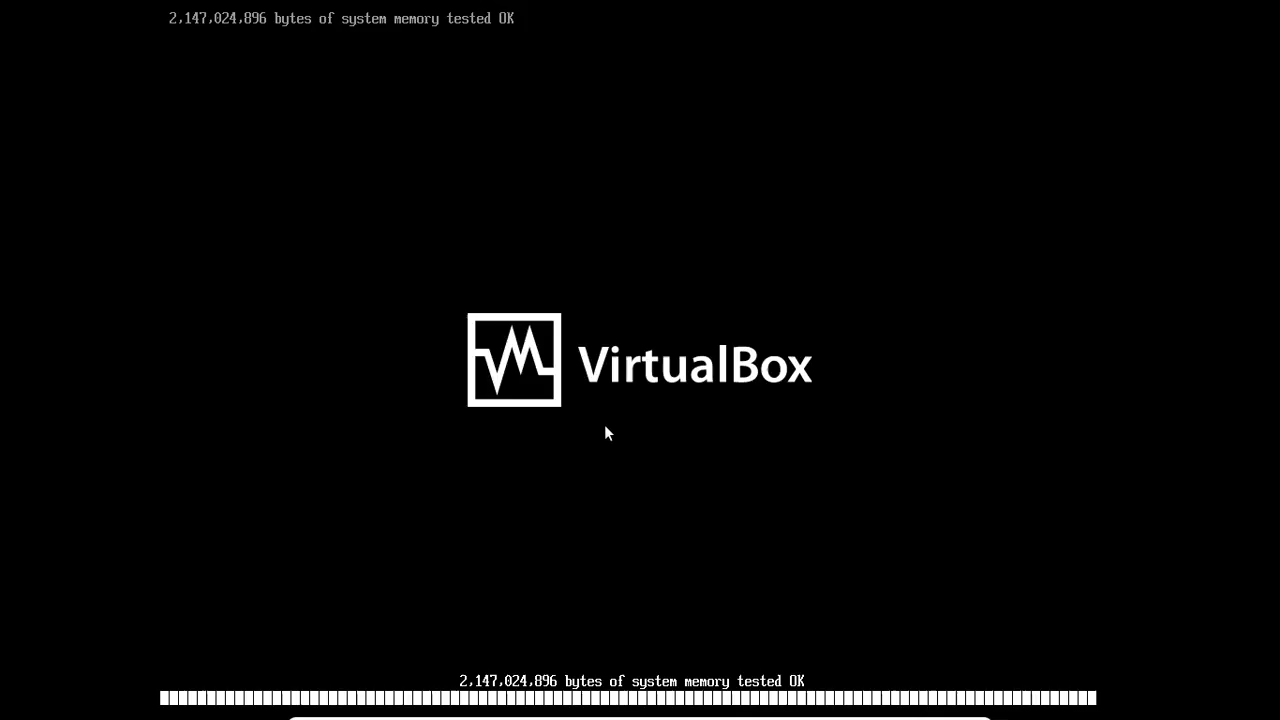 2,147,024,896 bytes of system memory tested OK
VirtualBox
2,147,024,896 bytes of system memory tested OK